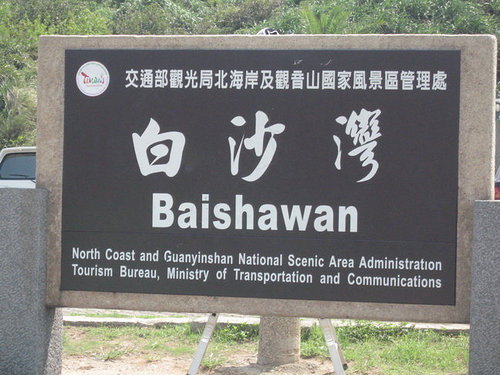 交通部觀光局北海岸及觀音山國家風景區管理處
白沙灣
Baishawan
North Coast and Guanyinshan National Scenic Area Administration
Tourism Bureau, Ministry of Transportation and Communications